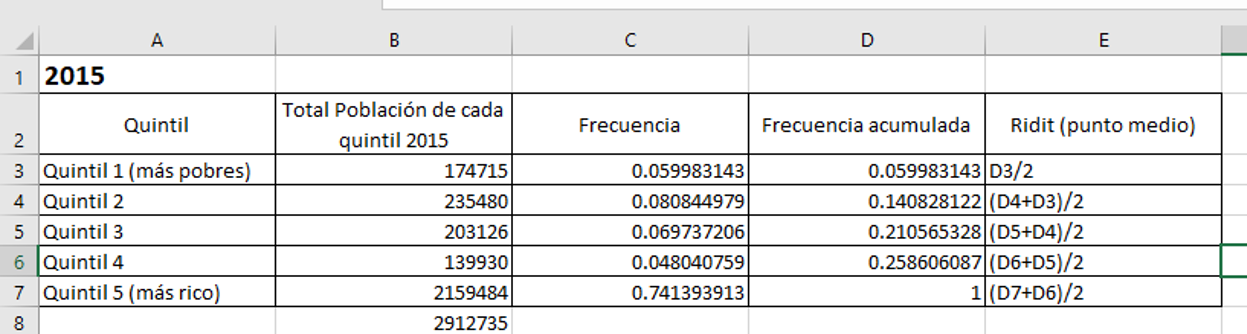 A B C D E
1 2015
2 Quintil Total Población de cada quintil 2015 Frecuencia Frecuencia acumulada Ridit (punto medio)
3 Quintil 1 (más pobres) 174715 0.059983143 0.059983143 D3/2
4 Quintil 2 235480 0.080844979 0.140828122 (D4+D3)/2
5 Quintil 3 203126 0.069737206 0.210565328 (D5+D4)/2
6 Quintil 4 139930 0.048040759 0.258606087 (D6+D5)/2
7 Quintil 5 (más rico) 2159484 0.741393913 1 (D7+D6)/2
8 2912735